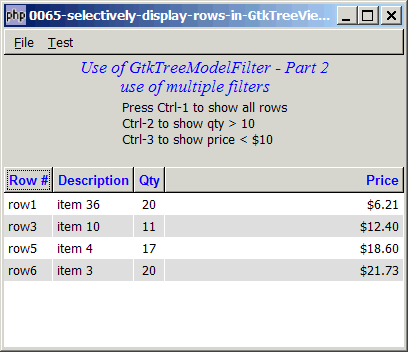 php 0065-selectively-display-rows-in-GtkTreeVie...
File Test
Use of GtkTreeModelFilter - Part 2
use of multiple filters
Press Ctrl-1 to show all rows
Ctrl-2 to show qty > 10
Ctrl-3 to show price < $10
Row # Description Qty Price
row1 item 36 20 $6.21
row3 item 10 11 $12.40
row5 item 4 17 $18.60
row6 item 3 20 $21.73